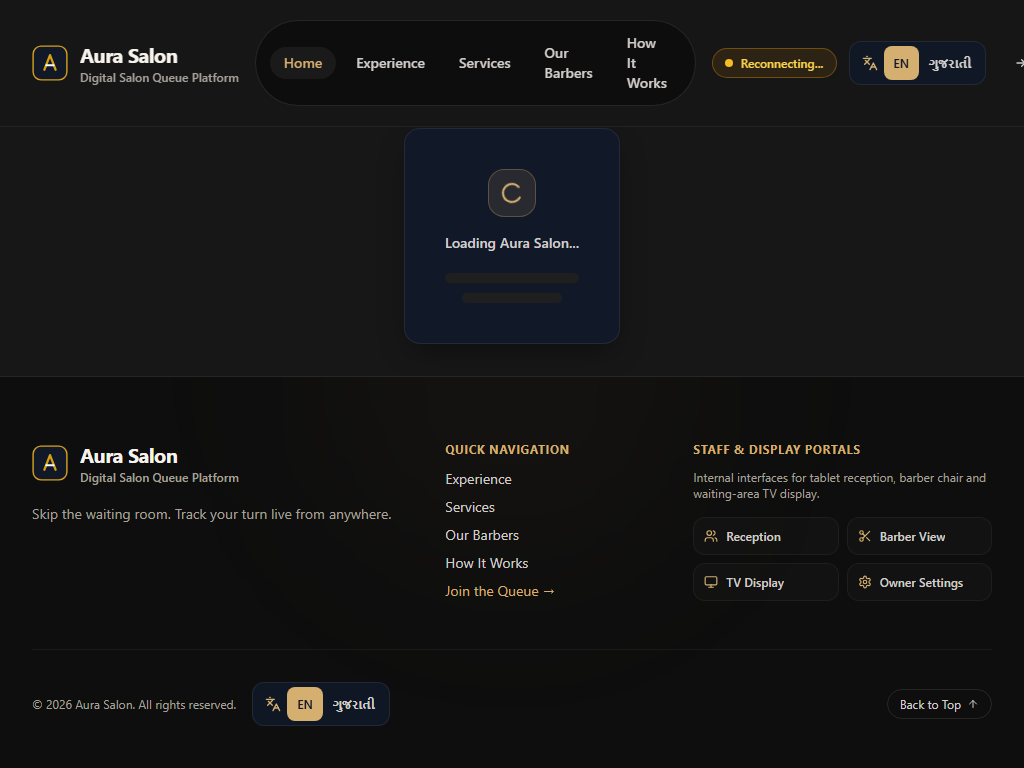 A
Aura Salon
Digital Salon Queue Platform
Home
Experience
Services
Our
Barbers
How
It
Works
Reconnecting...
EN
ગુજરાતી
Loading Aura Salon...
A
Aura Salon
Digital Salon Queue Platform
Skip the waiting room. Track your turn live from anywhere.
QUICK NAVIGATION
Experience
Services
Our Barbers
How It Works
Join the Queue →
STAFF & DISPLAY PORTALS
Internal interfaces for tablet reception, barber chair and
waiting-area TV display.
Reception
Barber View
TV Display
Owner Settings
© 2026 Aura Salon. All rights reserved.
EN
ગુજરાતી
Back to Top ↑